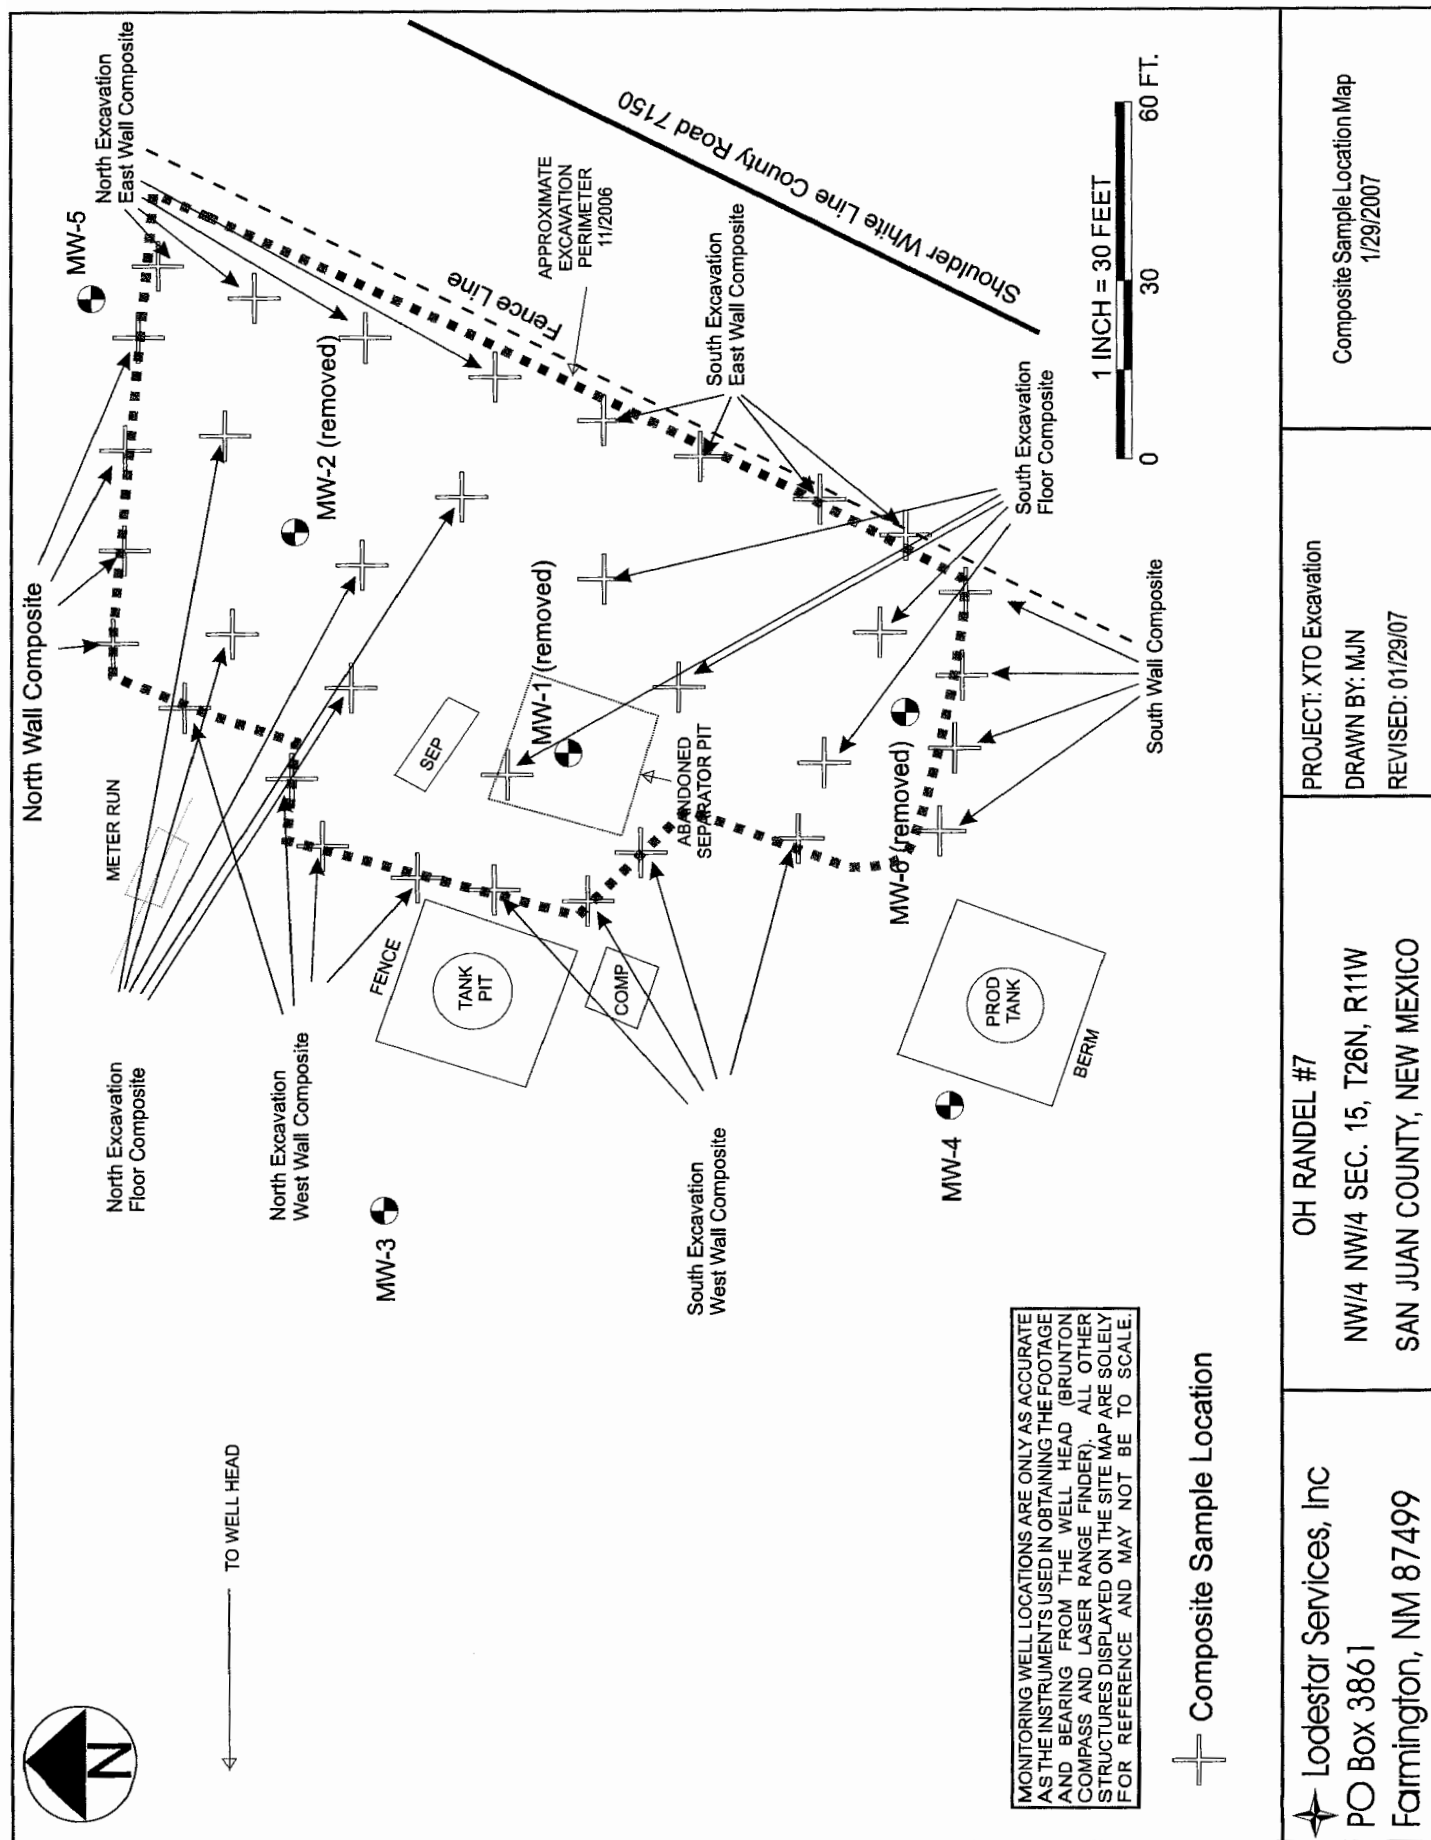 North Wall Composite
MW-5
North Excavation
East Wall Composite
METER RUN
MW-2 (removed)
Fence Line
APPROXIMATE
EXCAVATION
PERIMETER
11/2006
Shoulder White Line County Road 7150
North Excavation
Floor Composite
North Excavation
West Wall Composite
SEP
MW-1 (removed)
ABANDONED
SEPARATOR PIT
South Excavation
East Wall Composite
FENCE
TANK
PIT
COMP
MW-3
South Excavation
West Wall Composite
MW-6 (removed)
PROD
TANK
BERM
MW-4
South Excavation
Floor Composite
South Wall Composite
1 INCH = 30 FEET
0
30
60 FT.
N
TO WELL HEAD
MONITORING WELL LOCATIONS ARE ONLY AS ACCURATE
AS THE INSTRUMENTS USED IN OBTAINING THE FOOTAGE
AND BEARING FROM THE WELL HEAD (BRUNTON
COMPASS AND LASER RANGE FINDER). ALL OTHER
STRUCTURES DISPLAYED ON THE SITE MAP ARE SOLELY
FOR REFERENCE AND MAY NOT BE TO SCALE.
Composite Sample Location
Lodestar Services, Inc
PO Box 3861
Farmington, NM 87499
OH RANDEL #7
NW/4 NW/4 SEC. 15, T26N, R11W
SAN JUAN COUNTY, NEW MEXICO
PROJECT: XTO Excavation
DRAWN BY: MJN
REVISED: 01/29/07
Composite Sample Location Map
1/29/2007